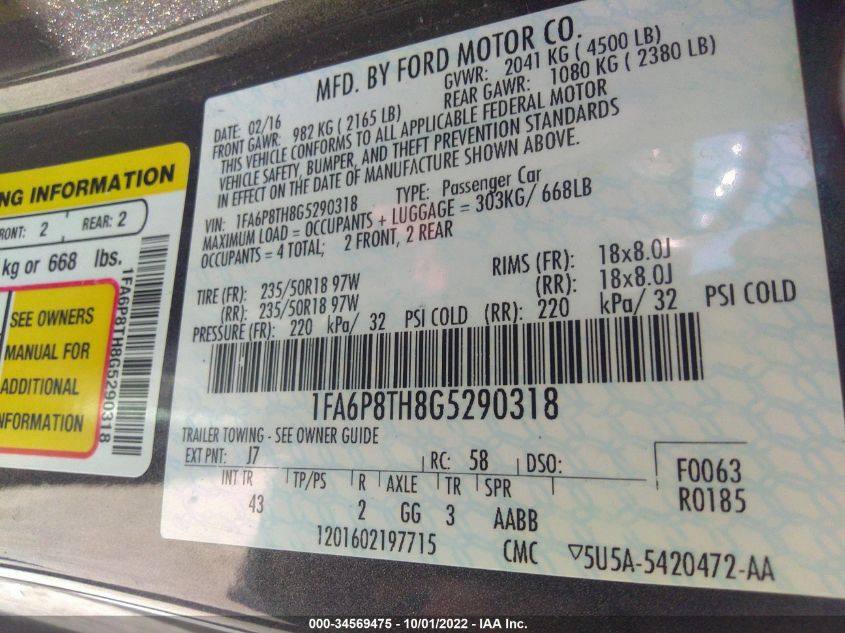 NG INFORMATION
RONT: 2 REAR: 2
kg or 668 lbs.
SEE OWNERS
MANUAL FOR
ADDITIONAL
INFORMATION
1FA6P8TH8G5290318
MFD. BY FORD MOTOR CO.
DATE: 02/16 GVWR: 2041 KG ( 4500 LB)
FRONT GAWR: 982 KG ( 2165 LB) REAR GAWR: 1080 KG ( 2380 LB)
THIS VEHICLE CONFORMS TO ALL APPLICABLE FEDERAL MOTOR
VEHICLE SAFETY, BUMPER, AND THEFT PREVENTION STANDARDS
IN EFFECT ON THE DATE OF MANUFACTURE SHOWN ABOVE.
VIN: 1FA6P8TH8G5290318 TYPE: Passenger Car
MAXIMUM LOAD = OCCUPANTS + LUGGAGE = 303KG/ 668LB
OCCUPANTS = 4 TOTAL; 2 FRONT, 2 REAR
TIRE (FR): 235/50R18 97W RIMS (FR): 18x8.0J
(RR): 235/50R18 97W (RR): 18x8.0J
PRESSURE (FR): 220 kPa/ 32 PSI COLD (RR): 220 kPa/ 32 PSI COLD
1FA6P8TH8G5290318
TRAILER TOWING - SEE OWNER GUIDE
EXT PNT: J7 RC: 58 DSO: F0063
INT TR TP/PS R AXLE TR SPR R0185
43 2 GG 3 AABB
1201602197715 CMC ▽5U5A-5420472-AA
000-34569475 - 10/01/2022 - IAA Inc.